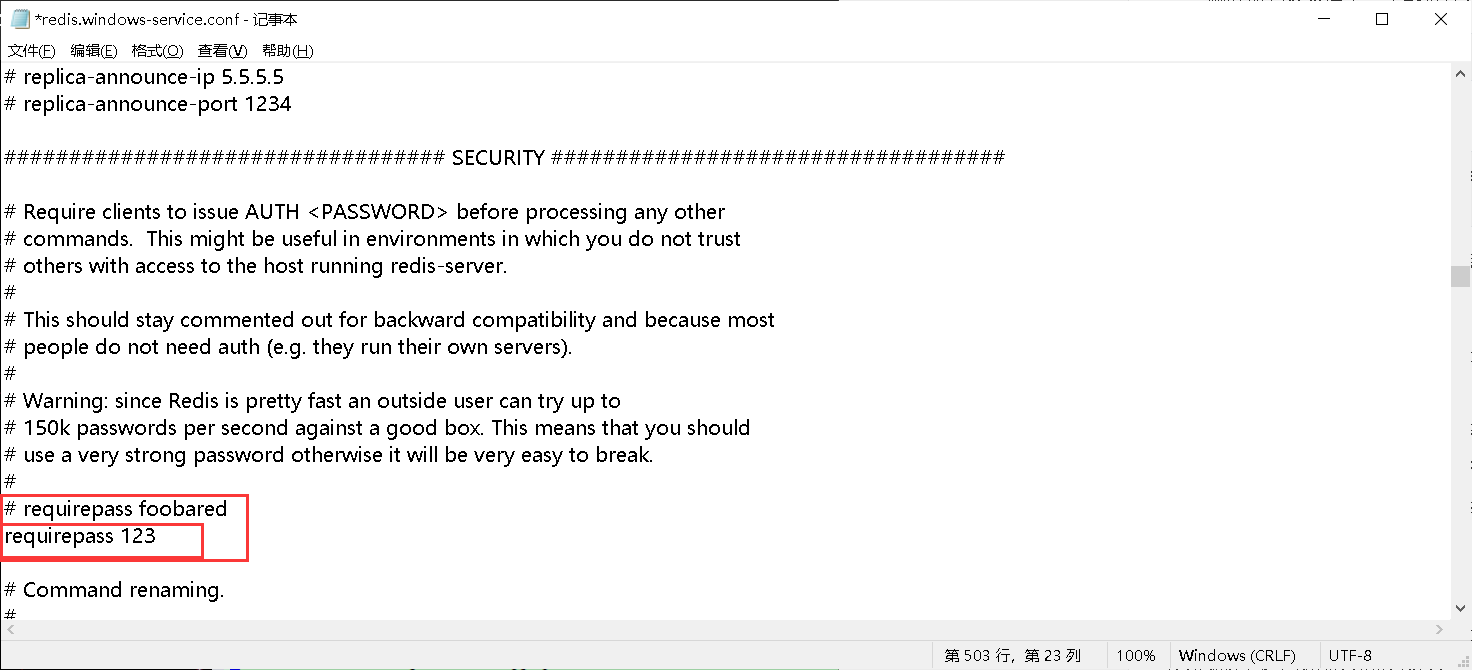 *redis.windows-service.conf - 记事本
文件(F) 编辑(E) 格式(O) 查看(V) 帮助(H)
# replica-announce-ip 5.5.5.5
# replica-announce-port 1234
################################## SECURITY ###################################
# Require clients to issue AUTH <PASSWORD> before processing any other
# commands.  This might be useful in environments in which you do not trust
# others with access to the host running redis-server.
#
# This should stay commented out for backward compatibility and because most
# people do not need auth (e.g. they run their own servers).
#
# Warning: since Redis is pretty fast an outside user can try up to
# 150k passwords per second against a good box. This means that you should
# use a very strong password otherwise it will be very easy to break.
#
# requirepass foobared
requirepass 123
# Command renaming.
#
第 503 行，第 23 列 100% Windows (CRLF) UTF-8